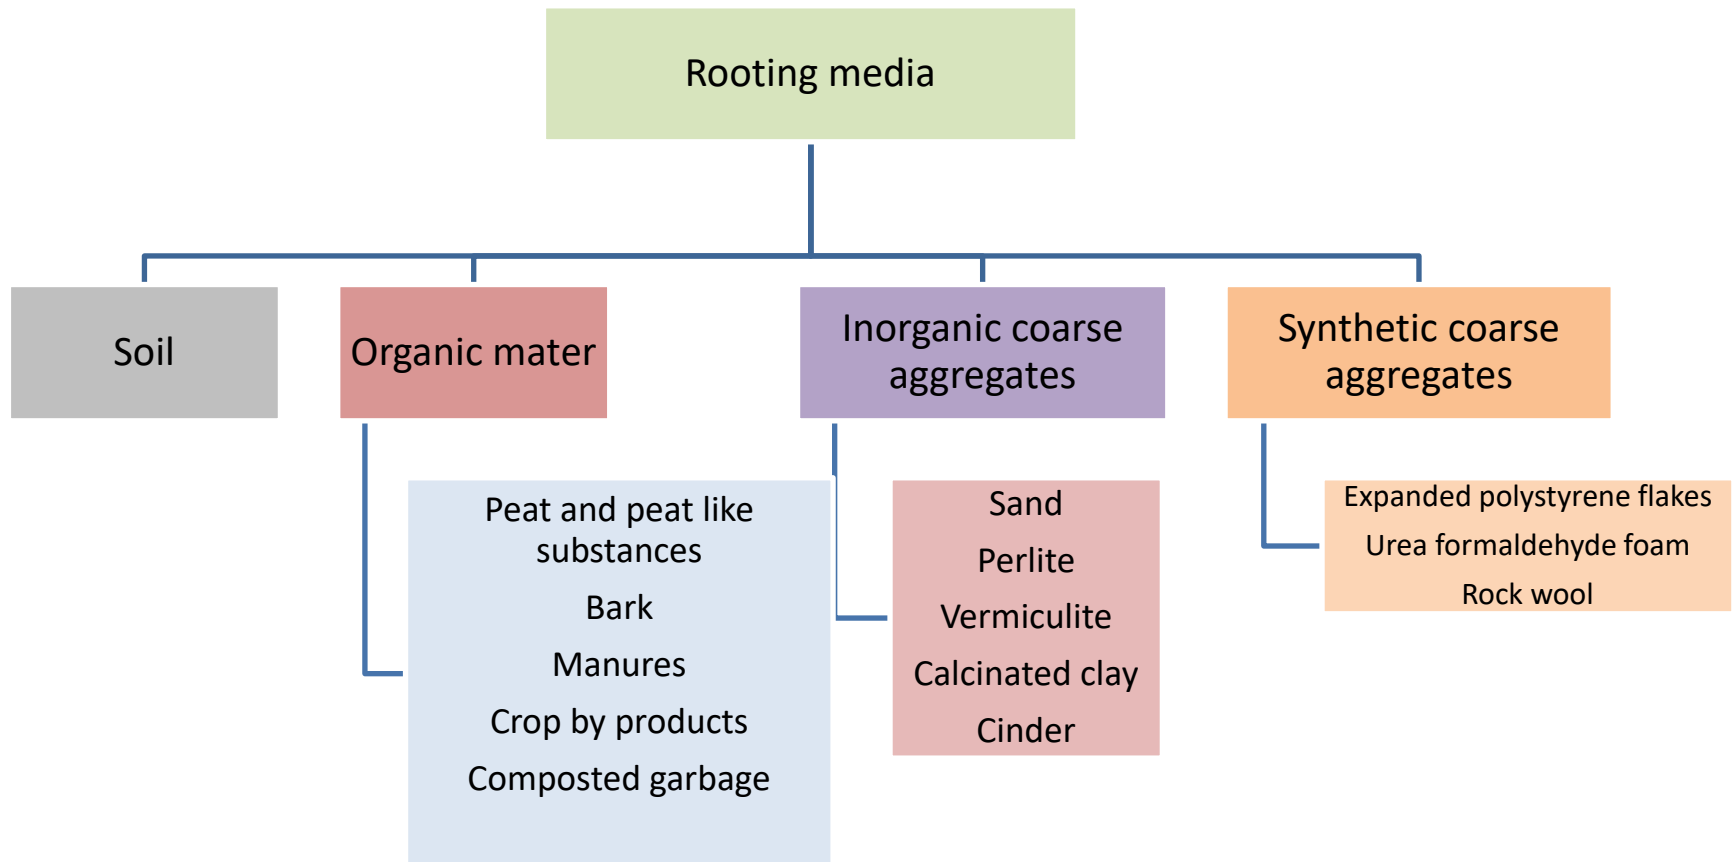 Rooting media
Soil
Organic mater
Inorganic coarse
aggregates
Synthetic coarse
aggregates
Peat and peat like
substances
Bark
Manures
Crop by products
Composted garbage
Sand
Perlite
Vermiculite
Calcinated clay
Cinder
Expanded polystyrene flakes
Urea formaldehyde foam
Rock wool